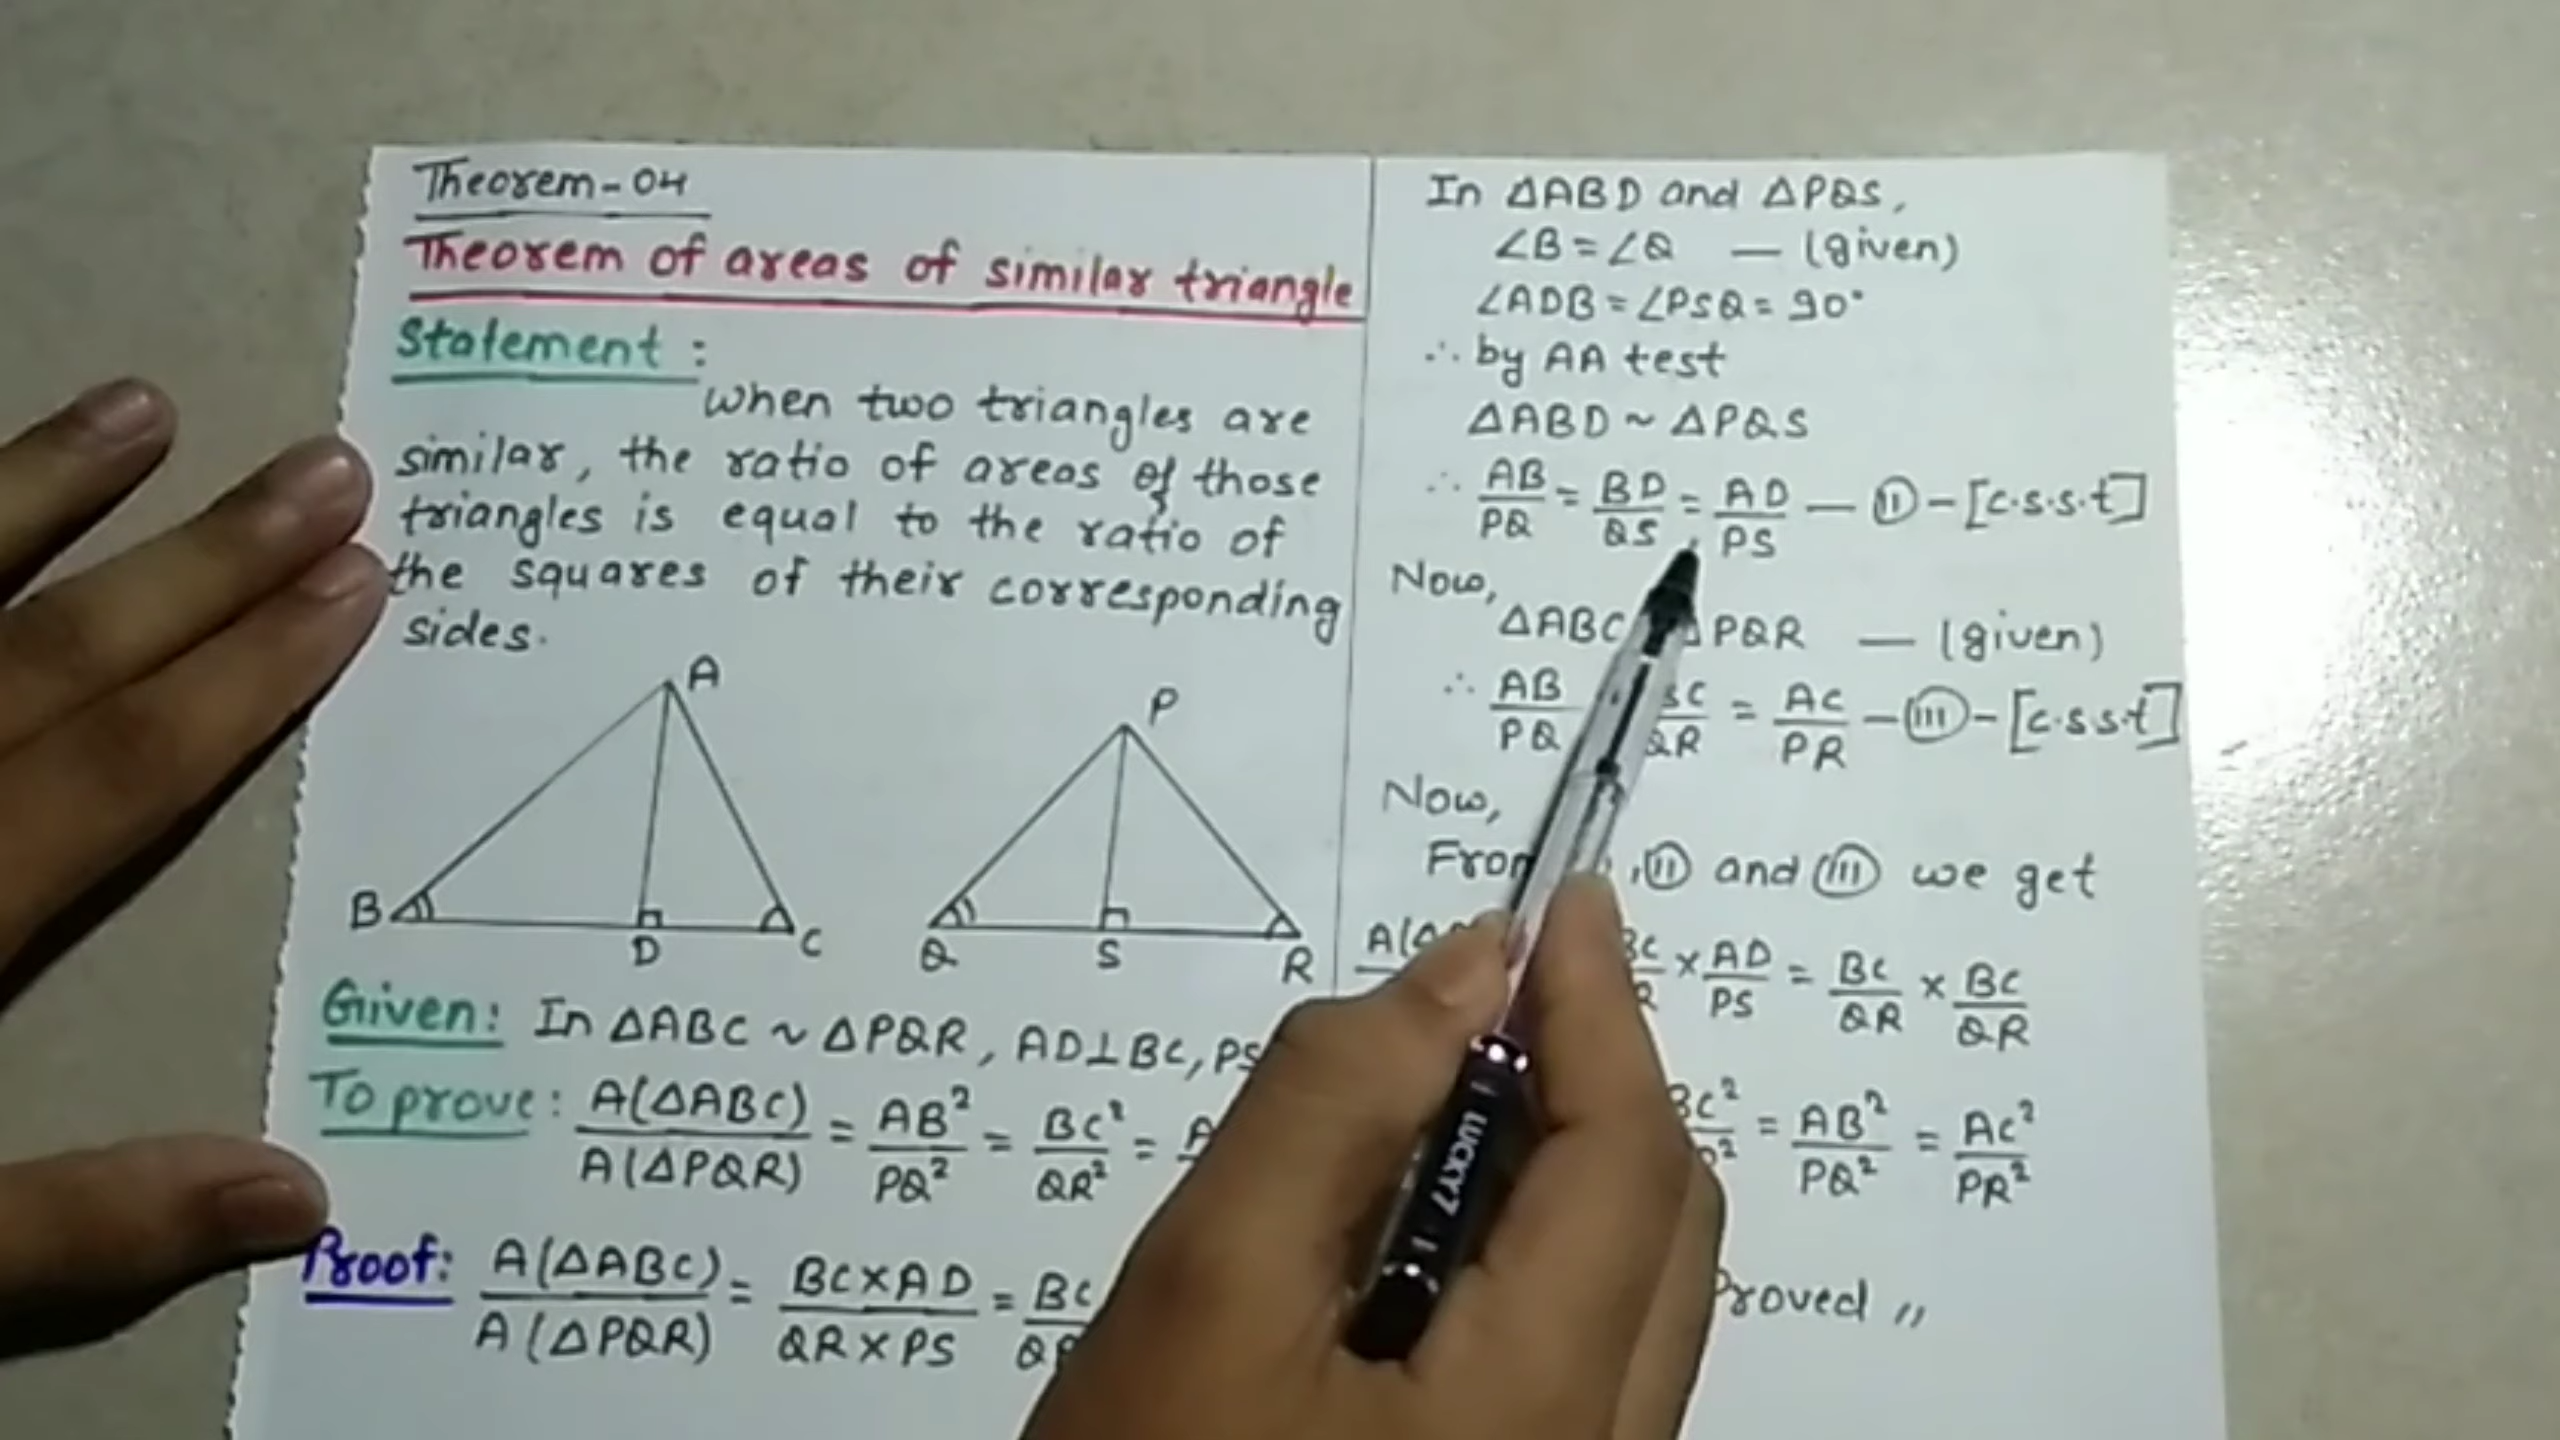 Theorem-04
Theorem of areas of similar triangle
Statement :
when two triangles are
similar, the ratio of areas of those
triangles is equal to the ratio of
the squares of their corresponding
sides.
A
B
D
C
P
Q
S
R
Given: In ΔABC ~ ΔPQR, AD⊥BC, PS
To prove: A(ΔABC)/A(ΔPQR) = AB²/PQ² = BC²/QR² =
Proof: A(ΔABC)/A(ΔPQR) = BC×AD/QR×PS = BC
In ΔABD and ΔPQS,
∠B = ∠Q — (given)
∠ADB = ∠PSQ = 90°
∴ by AA test
ΔABD ~ ΔPQS
∴ AB/PQ = BD/QS = AD/PS — (II) - [c.s.s.t]
Now,
ΔABC PQR — (given)
∴ AB/PQ QR = AC/PR — (III) - [c.s.s.t]
Now,
, (II) and (III) we get
× AD/PS = BC/QR × BC/QR
= AB²/PQ² = AC²/PR²
Proved "
LUCKY7